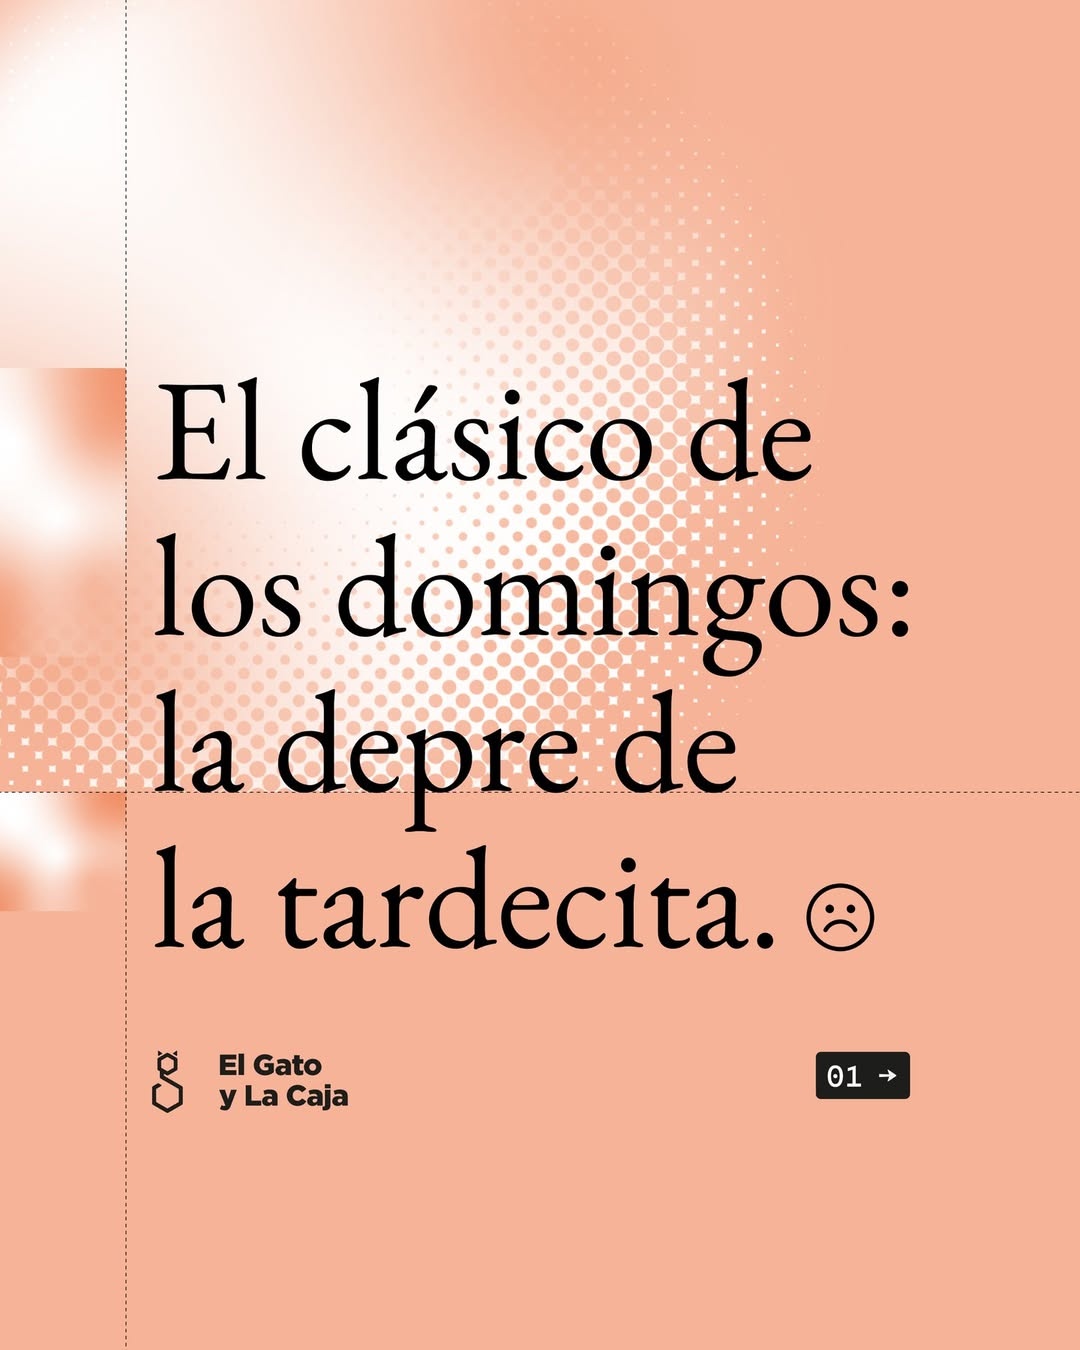 El clásico de
los domingos:
la depre de
la tardecita. ☹
El Gato
y La Caja
01 →